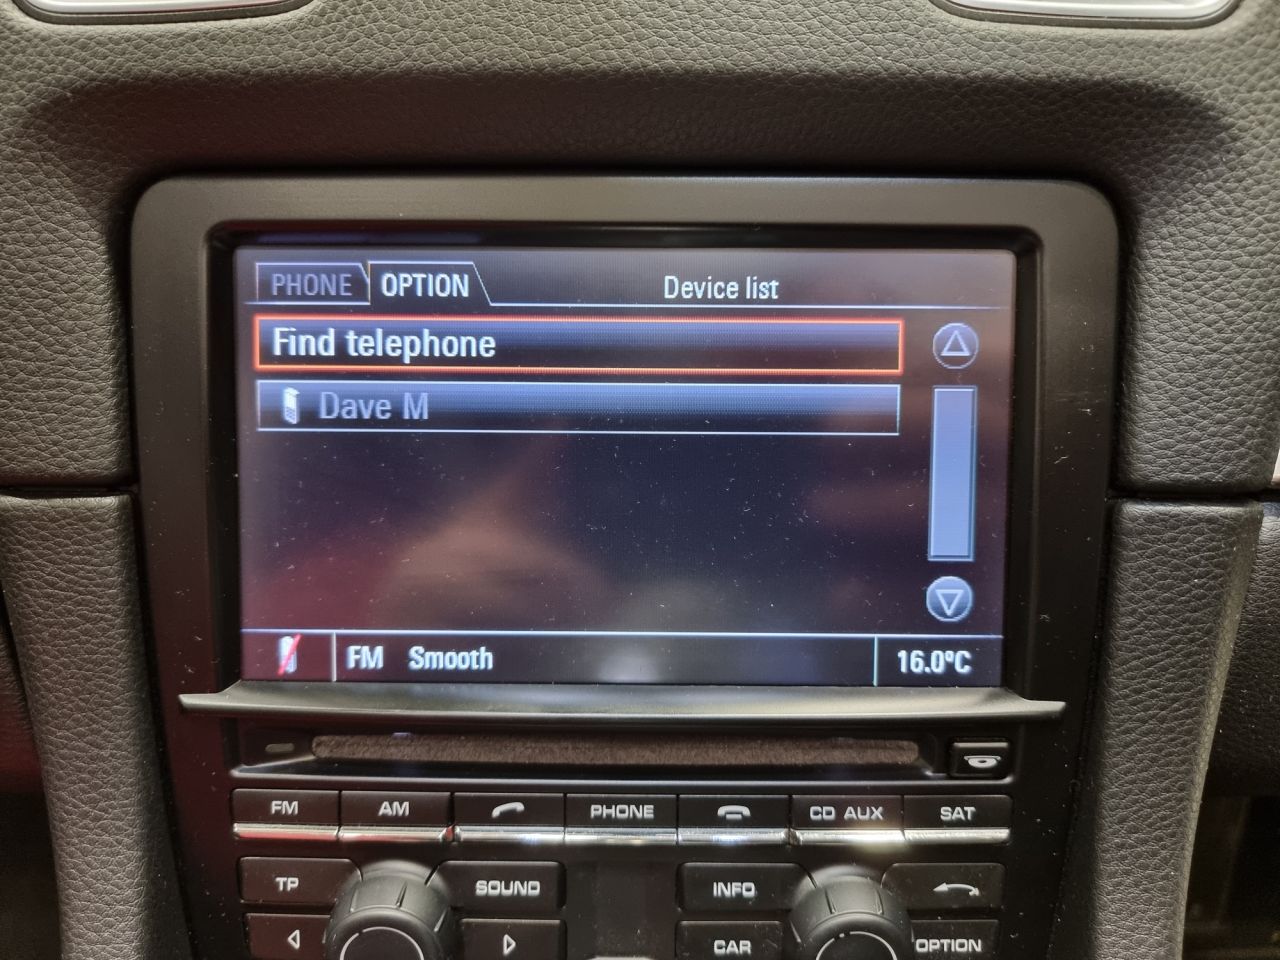 PHONE OPTION Device list
Find telephone
Dave M
FM Smooth 16.0ºC
FM AM PHONE CD AUX SAT
TP SOUND INFO
CAR OPTION